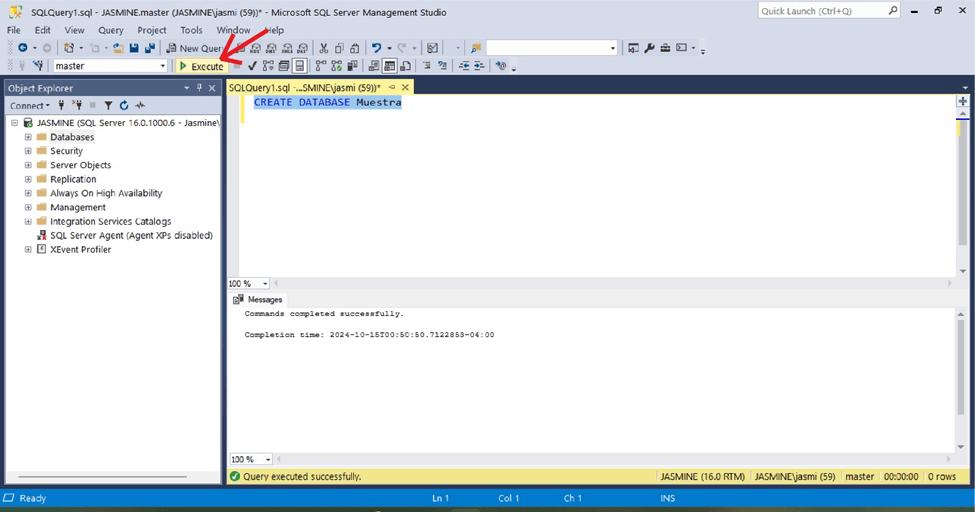 SQLQuery1.sql - JASMINE.master (JASMINE\jasmi (59))* - Microsoft SQL Server Management Studio
Quick Launch (Ctrl+Q)
File Edit View Query Project Tools Window Help
New Query
master
Execute
Object Explorer
Connect
JASMINE (SQL Server 16.0.1000.6 - Jasmine\
Databases
Security
Server Objects
Replication
Always On High Availability
Management
Integration Services Catalogs
SQL Server Agent (Agent XPs disabled)
XEvent Profiler
SQLQuery1.sql -...SMINE\jasmi (59))*
CREATE DATABASE Muestra
100 %
Messages
Commands completed successfully.
Completion time: 2024-10-15T00:50:50.7122853-04:00
100 %
Query executed successfully.
JASMINE (16.0 RTM)
JASMINE\jasmi (59)
master
00:00:00
0 rows
Ready
Ln 1
Col 1
Ch 1
INS